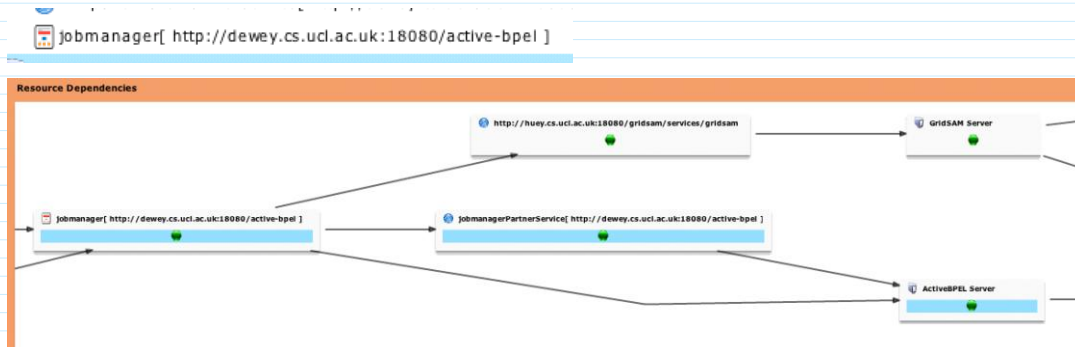 jobmanager[ http://dewey.cs.ucl.ac.uk:18080/active-bpel ]
Resource Dependencies
http://huey.cs.ucl.ac.uk:18080/gridsam/services/gridsam
GridSAM Server
jobmanager[ http://dewey.cs.ucl.ac.uk:18080/active-bpel ]
jobmanagerPartnerService[ http://dewey.cs.ucl.ac.uk:18080/active-bpel ]
ActiveBPEL Server